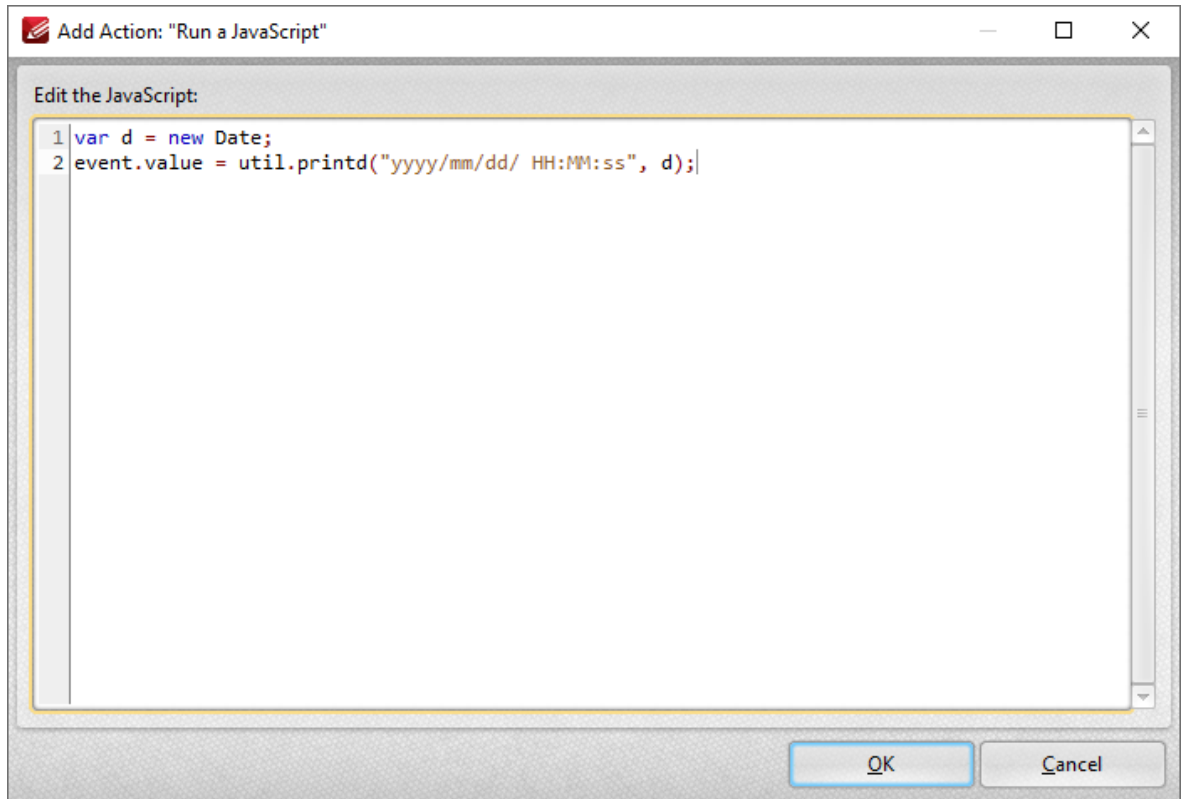 Add Action: "Run a JavaScript"
Edit the JavaScript:
1 var d = new Date;
2 event.value = util.printd("yyyy/mm/dd/ HH:MM:ss", d);
OK Cancel